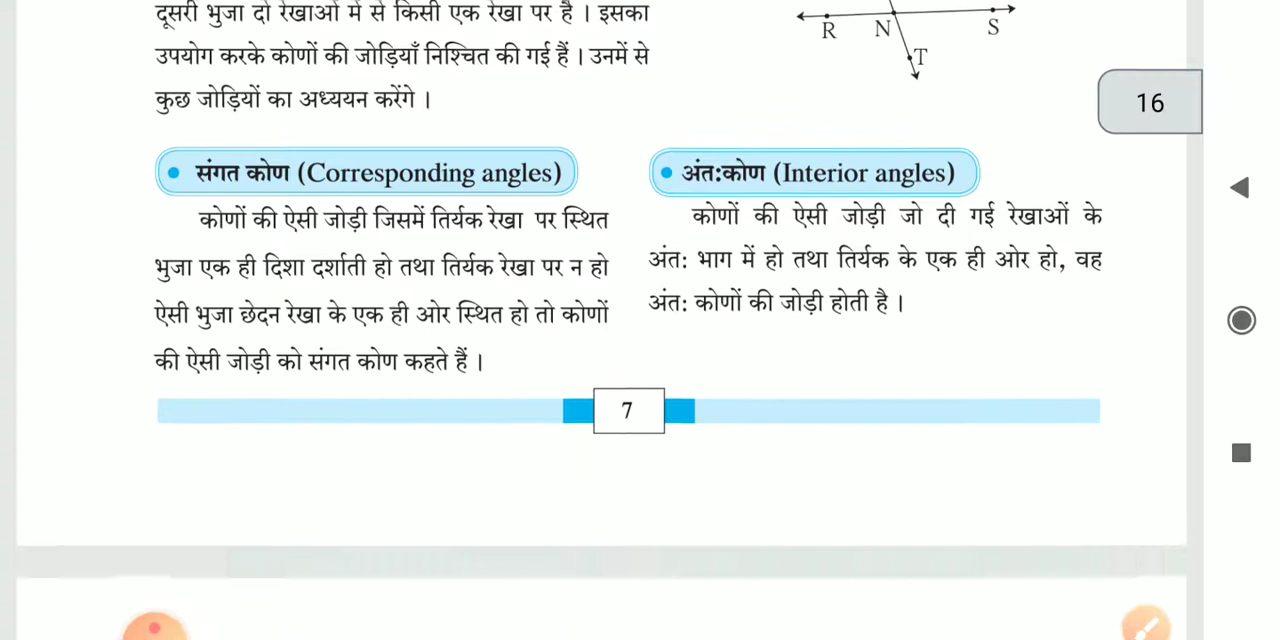 दूसरी भुजा दो रेखाओं में से किसी एक रेखा पर है । इसका
उपयोग करके कोणों की जोड़ियाँ निश्चित की गई हैं । उनमें से
कुछ जोड़ियों का अध्ययन करेंगे ।
R N S
T
16
• संगत कोण (Corresponding angles)
कोणों की ऐसी जोड़ी जिसमें तिर्यक रेखा पर स्थित
भुजा एक ही दिशा दर्शाती हो तथा तिर्यक रेखा पर न हो
ऐसी भुजा छेदन रेखा के एक ही ओर स्थित हो तो कोणों
की ऐसी जोड़ी को संगत कोण कहते हैं ।
• अंत:कोण (Interior angles)
कोणों की ऐसी जोड़ी जो दी गई रेखाओं के
अंत: भाग में हो तथा तिर्यक के एक ही ओर हो, वह
अंत: कोणों की जोड़ी होती है ।
7